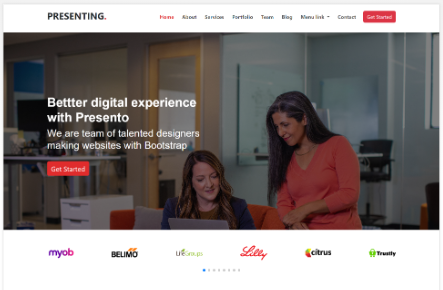 PRESENTING.
Home About Services Portfolio Team Blog Menu link Contact Get Started
Bettter digital experience
with Presento
We are team of talented designers
making websites with Bootstrap
Get Started
myob BELIMO LifeGroups Lilly citrus Trustly